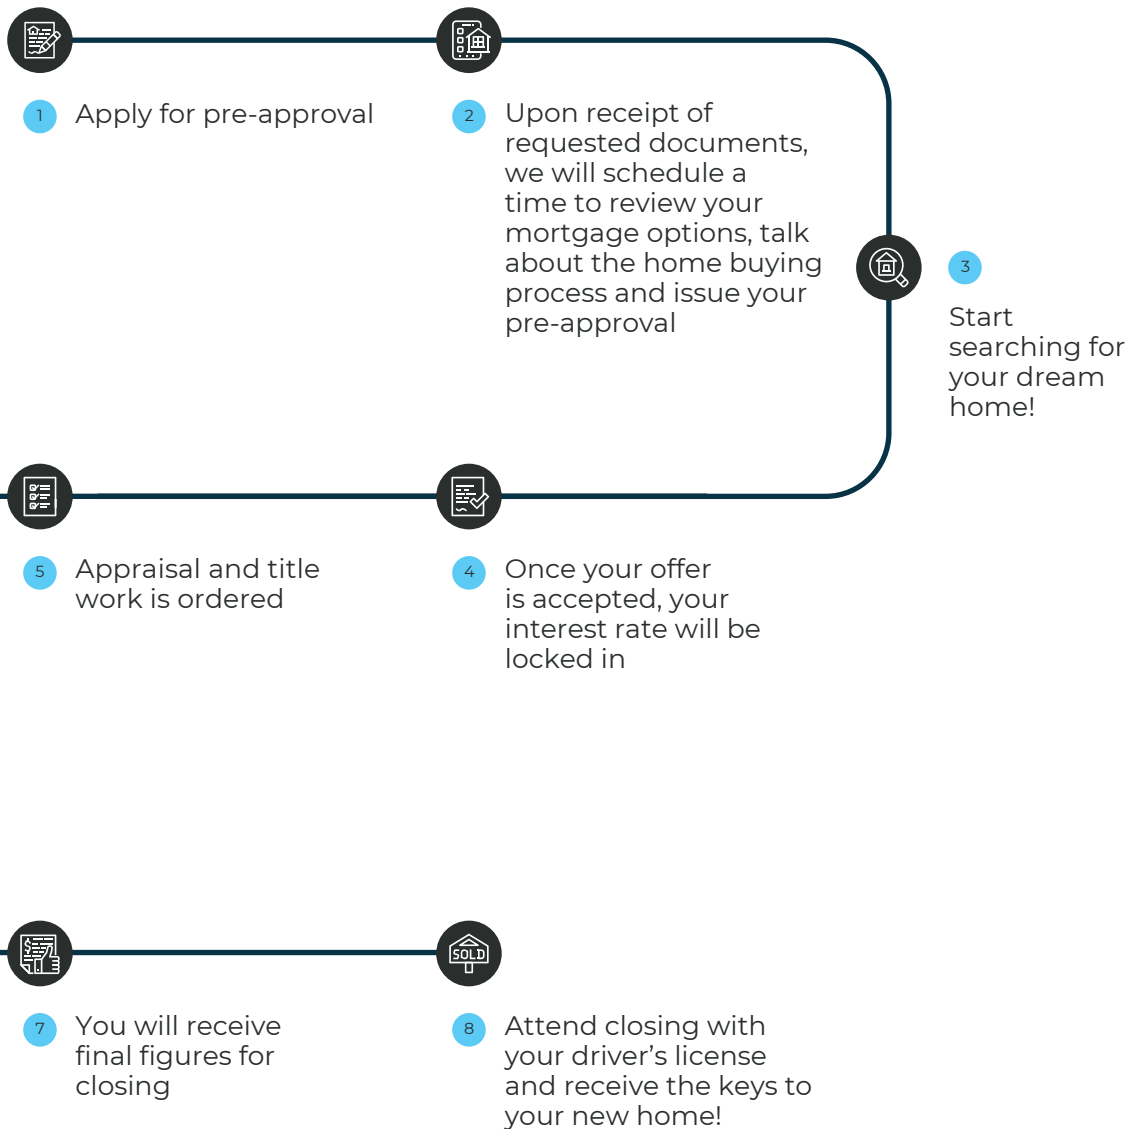 1
Apply for pre-approval
2
Upon receipt of
requested documents,
we will schedule a
time to review your
mortgage options, talk
about the home buying
process and issue your
pre-approval
3
Start
searching for
your dream
home!
4
Once your offer
is accepted, your
interest rate will be
locked in
5
Appraisal and title
work is ordered
7
You will receive
final figures for
closing
SOLD
8
Attend closing with
your driver’s license
and receive the keys to
your new home!